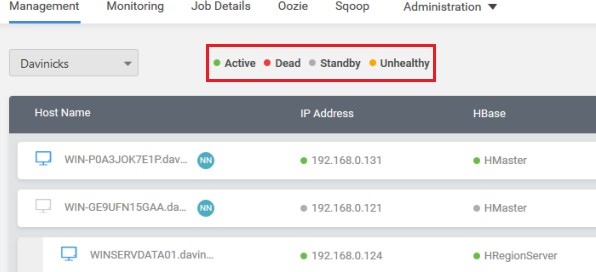 Management Monitoring Job Details Oozie Sqoop Administration
Davinicks Active Dead Standby Unhealthy
Host Name IP Address HBase
WIN-P0A3JOK7E1P.dav... NN 192.168.0.131 HMaster
WIN-GE9UFN15GAA.da... NN 192.168.0.121 HMaster
WINSERVDATA01.davin... 192.168.0.124 HRegionServer